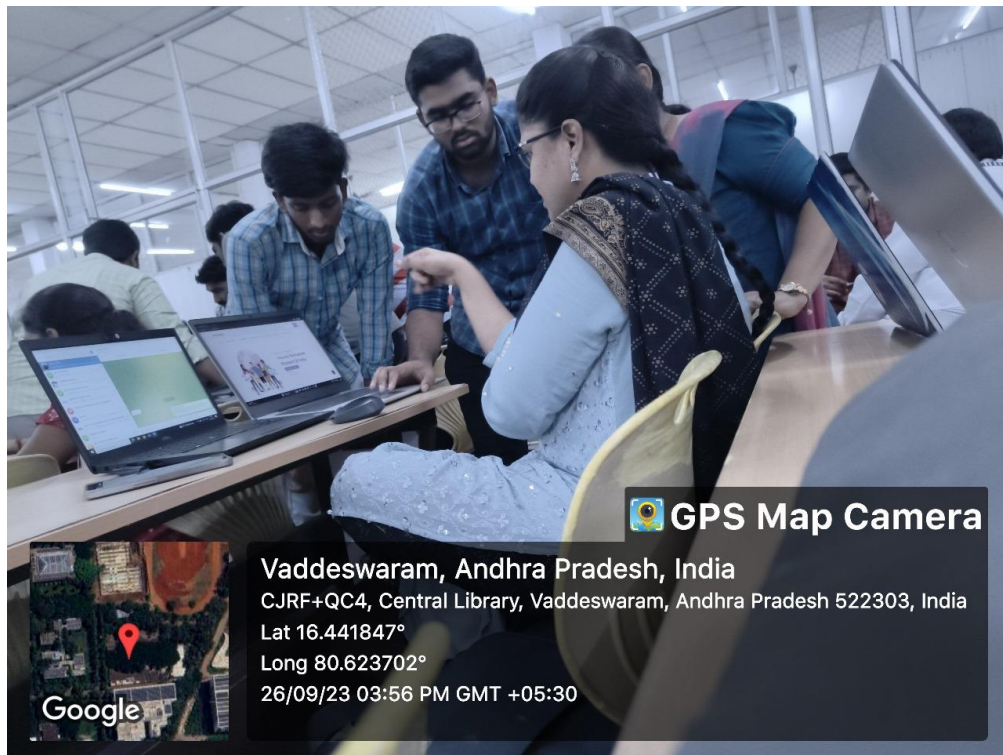 GPS Map Camera
Vaddeswaram, Andhra Pradesh, India
CJRF+QC4, Central Library, Vaddeswaram, Andhra Pradesh 522303, India
Lat 16.441847°
Long 80.623702°
26/09/23 03:56 PM GMT +05:30
Google